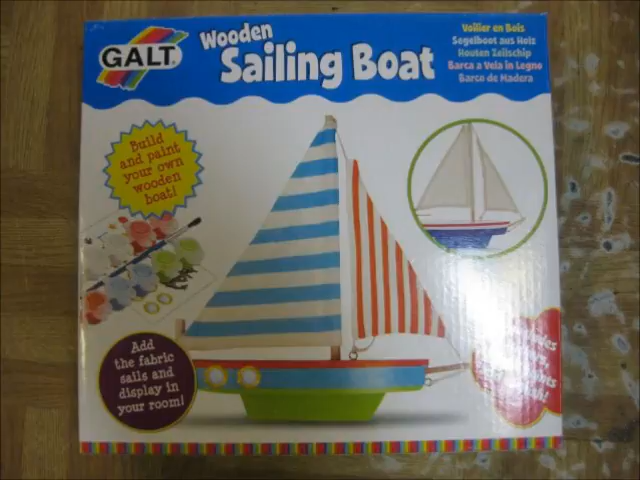 GALT
Wooden
Sailing Boat
Voilier en Bois
Segelboot aus Holz
Houten Zeilschip
Barca a Vela in Legno
Barco de Madera
Build
and paint
your own
wooden
boat!
Add
the fabric
sails and
display in
your room!